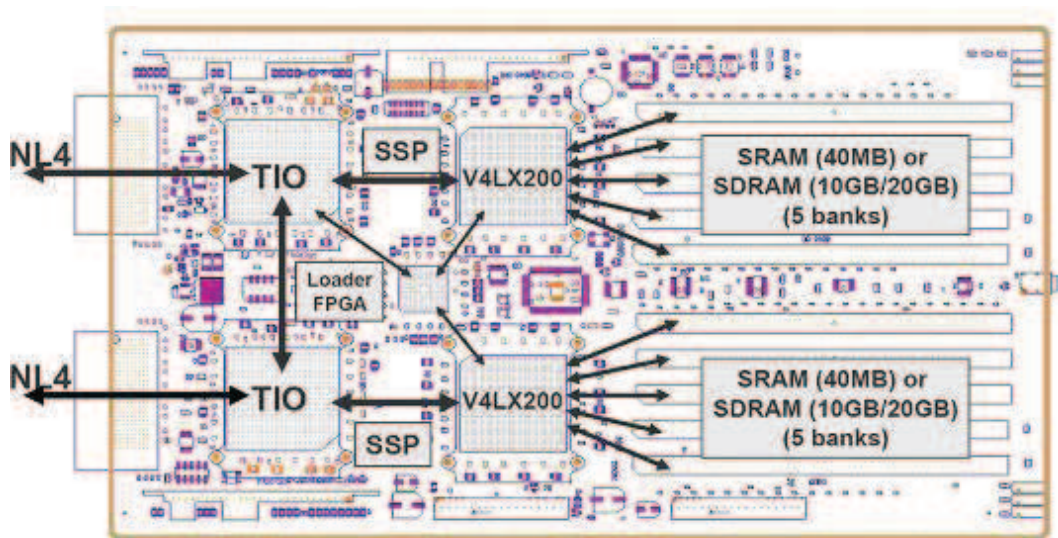 NL4
TIO
SSP
V4LX200
SRAM (40MB) or
SDRAM (10GB/20GB)
(5 banks)
Loader
FPGA
NL4
TIO
SSP
V4LX200
SRAM (40MB) or
SDRAM (10GB/20GB)
(5 banks)